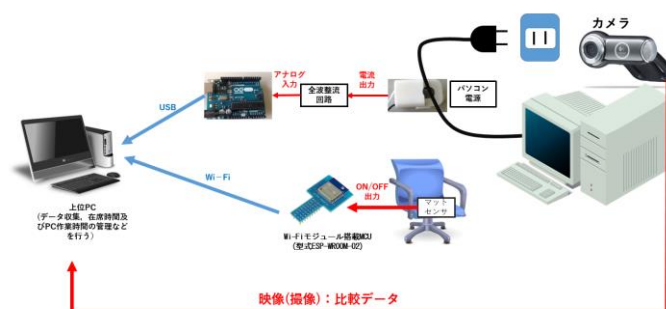 カメラ
アナログ
入力
全波整流
回路
電流
出力
パソコン
電源
USB
Wi-Fi
上位PC
(データ収集,在席時間及
びPC作業時間の管理など
を行う)
ON/OFF
出力
マット
センサ
Wi-Fiモジュール搭載MCU
(型式ESP-WROOM-02)
映像(撮像):比較データ